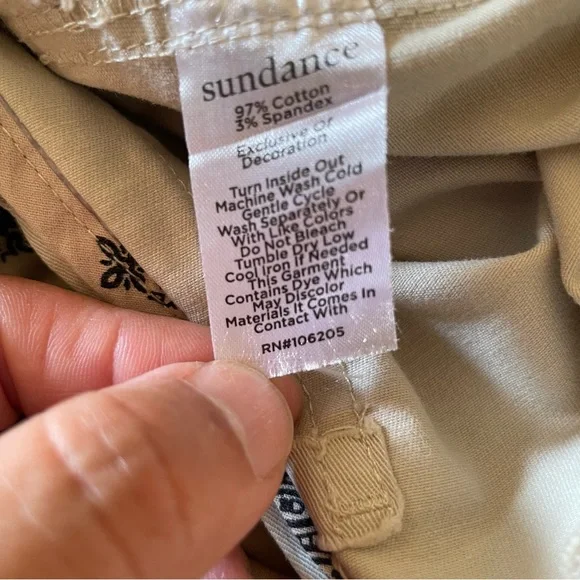 sundance
97% Cotton
3% Spandex
Exclusive Of
Decoration
Turn Inside Out
Machine Wash Cold
Gentle Cycle
Wash Separately Or
With Like Colors
Do Not Bleach
Tumble Dry Low
Cool Iron If Needed
This Garment
Contains Dye Which
May Discolor
Materials It Comes In
Contact With
RN#106205